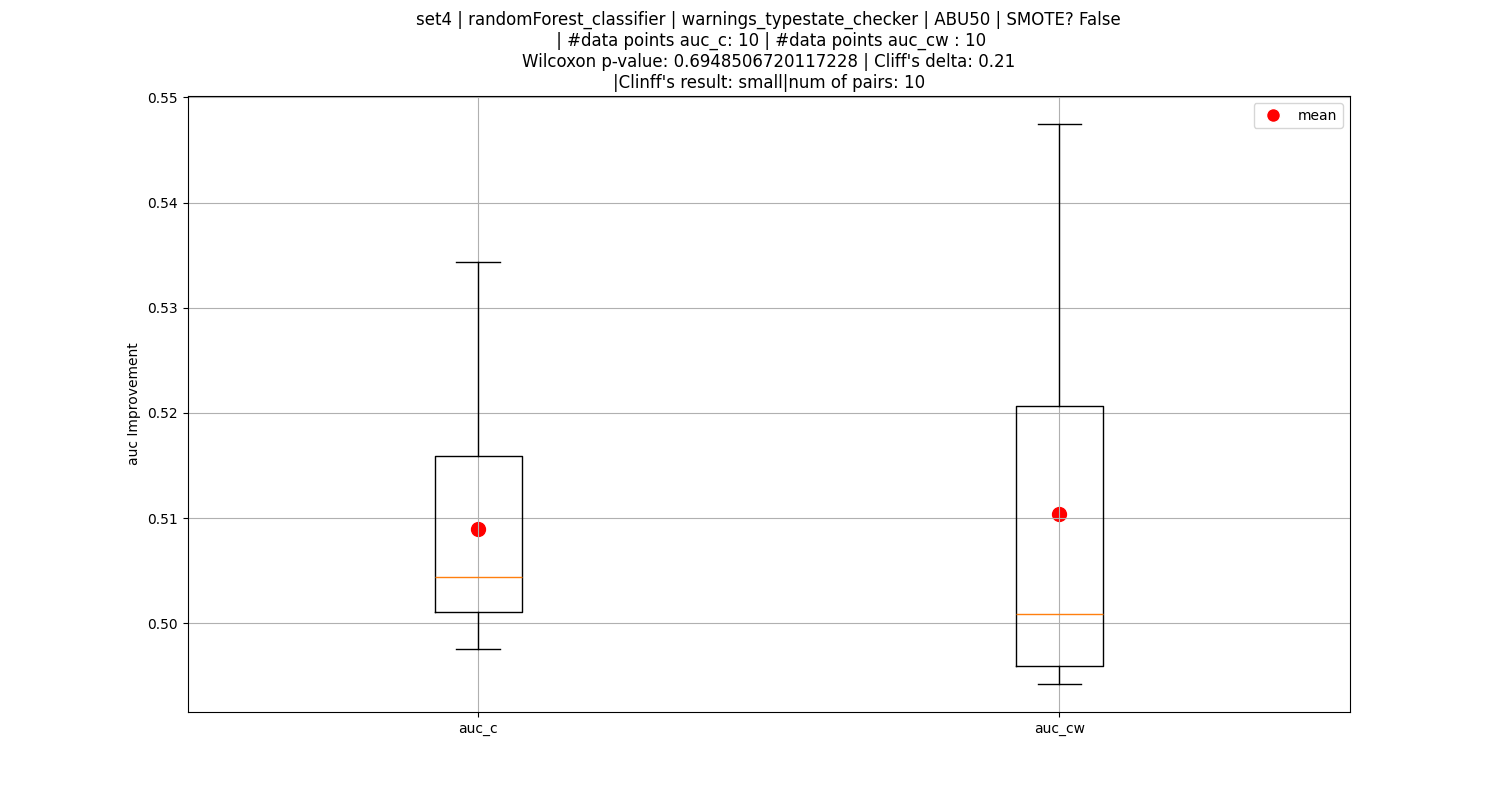 set4 | randomForest_classifier | warnings_typestate_checker | ABU50 | SMOTE? False
| #data points auc_c: 10 | #data points auc_cw : 10
Wilcoxon p-value: 0.6948506720117228 | Cliff's delta: 0.21
|Clinff's result: small|num of pairs: 10
mean
auc Improvement
0.55
0.54
0.53
0.52
0.51
0.50
auc_c
auc_cw